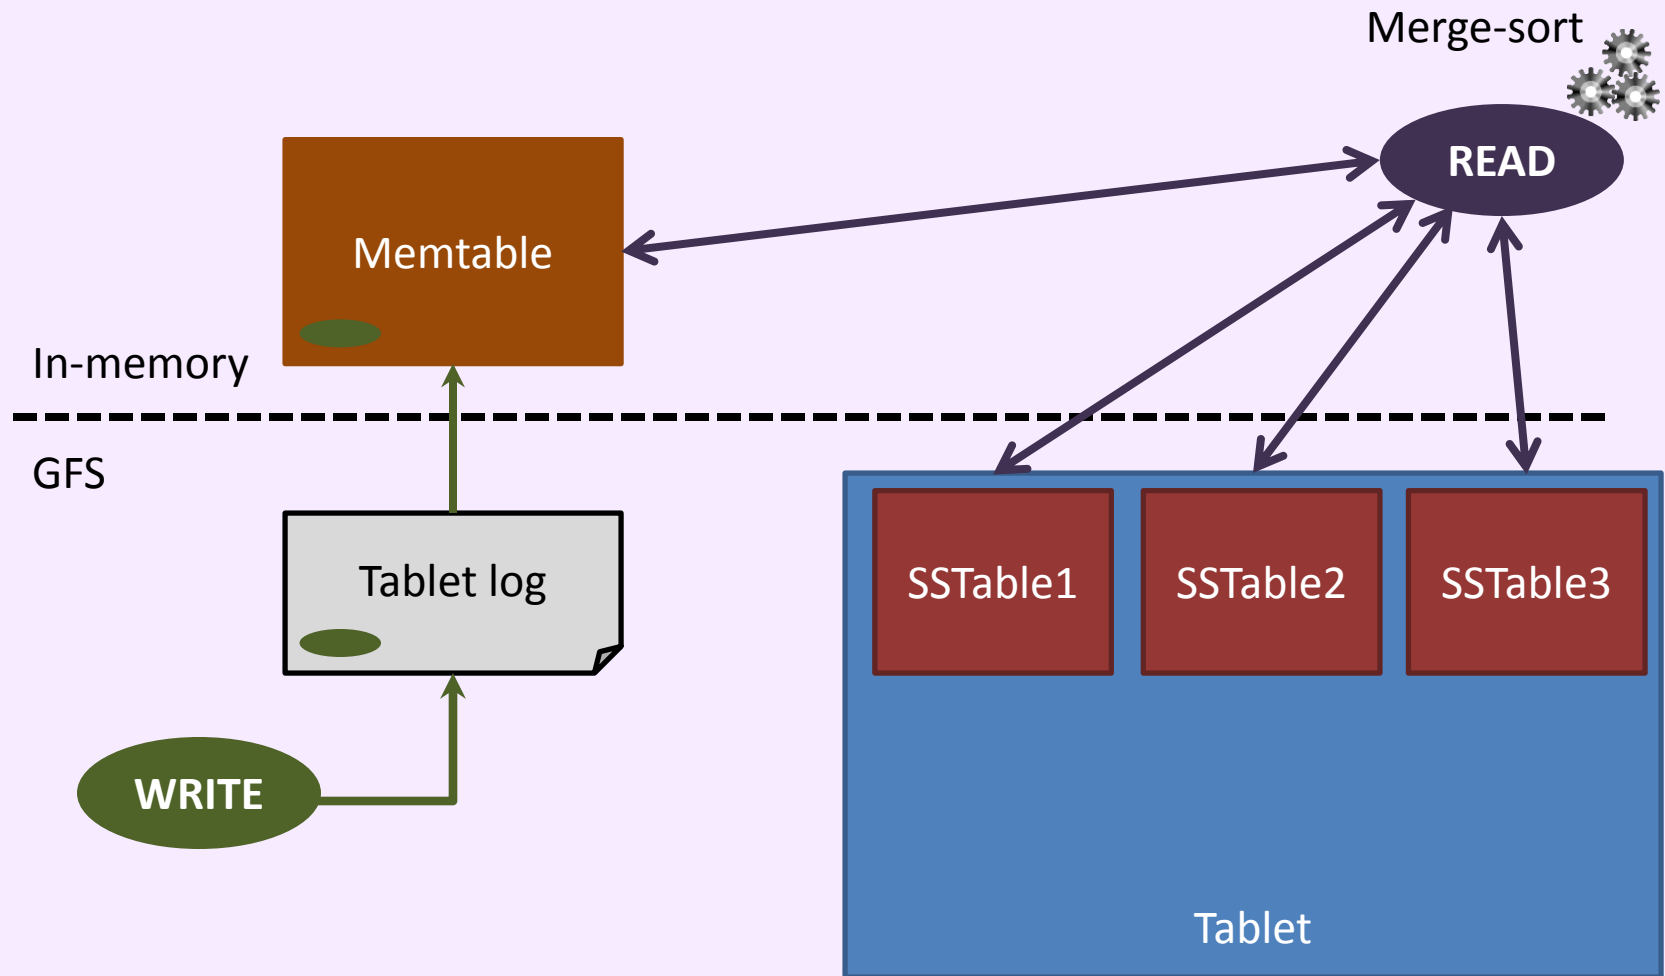 Merge-sort
READ
Memtable
In-memory
GFS
Tablet log
SSTable1
SSTable2
SSTable3
WRITE
Tablet